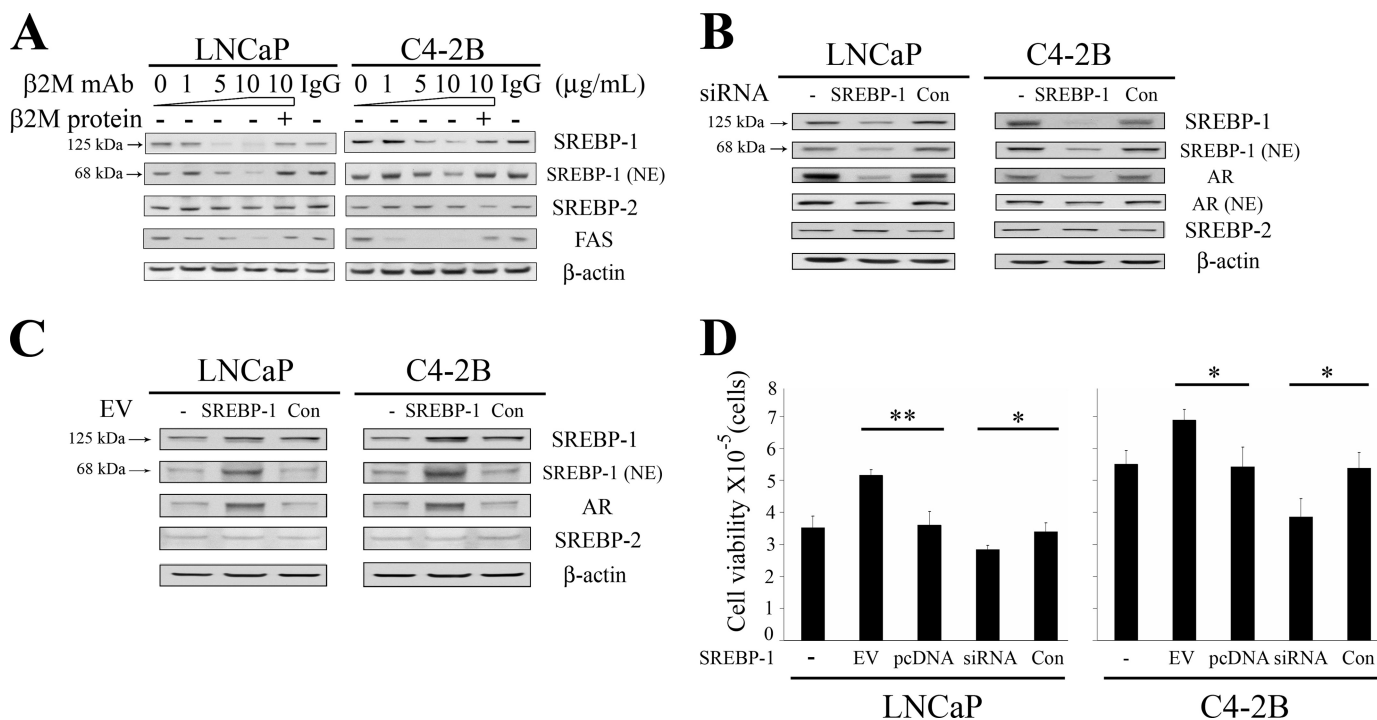 A
LNCaP C4-2B
β2M mAb 0 1 5 10 10 IgG 0 1 5 10 10 IgG (μg/mL)
β2M protein - - - - + - - - - - + -
125 kDa → SREBP-1
68 kDa → SREBP-1 (NE)
SREBP-2
FAS
β-actin
B
LNCaP C4-2B
siRNA - SREBP-1 Con - SREBP-1 Con
125 kDa → SREBP-1
68 kDa → SREBP-1 (NE)
AR
AR (NE)
SREBP-2
β-actin
C
LNCaP C4-2B
EV - SREBP-1 Con - SREBP-1 Con
125 kDa → SREBP-1
68 kDa → SREBP-1 (NE)
AR
SREBP-2
β-actin
D
Cell viability X10-5 (cells)
8
7
6
5
4
3
2
1
0
** * * *
SREBP-1 - EV pcDNA siRNA Con - EV pcDNA siRNA Con
LNCaP C4-2B